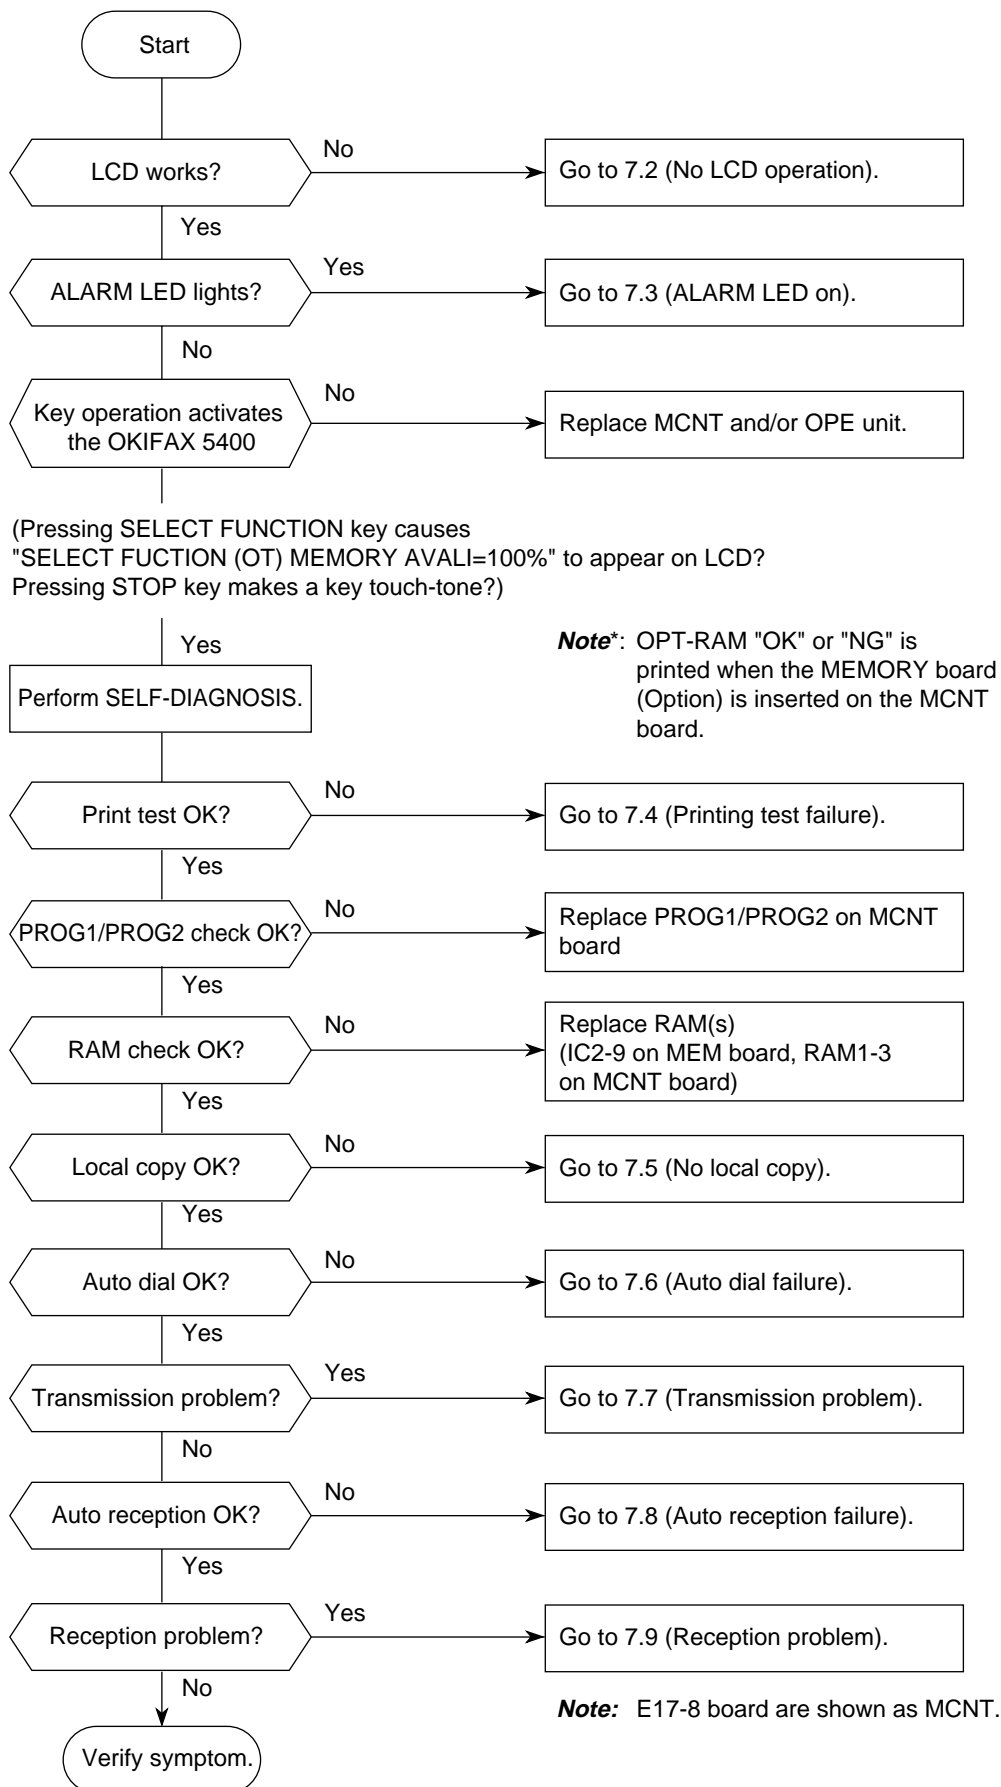 Start
LCD works?
No
Go to 7.2 (No LCD operation).
Yes
ALARM LED lights?
Yes
Go to 7.3 (ALARM LED on).
No
Key operation activates
the OKIFAX 5400
No
Replace MCNT and/or OPE unit.
(Pressing SELECT FUNCTION key causes
"SELECT FUCTION (OT) MEMORY AVALI=100%" to appear on LCD?
Pressing STOP key makes a key touch-tone?)
Yes
Note*: OPT-RAM "OK" or "NG" is
printed when the MEMORY board
(Option) is inserted on the MCNT
board.
Perform SELF-DIAGNOSIS.
Print test OK?
No
Go to 7.4 (Printing test failure).
Yes
PROG1/PROG2 check OK?
No
Replace PROG1/PROG2 on MCNT
board
Yes
RAM check OK?
No
Replace RAM(s)
(IC2-9 on MEM board, RAM1-3
on MCNT board)
Yes
Local copy OK?
No
Go to 7.5 (No local copy).
Yes
Auto dial OK?
No
Go to 7.6 (Auto dial failure).
Yes
Transmission problem?
Yes
Go to 7.7 (Transmission problem).
No
Auto reception OK?
No
Go to 7.8 (Auto reception failure).
Yes
Reception problem?
Yes
Go to 7.9 (Reception problem).
No
Note: E17-8 board are shown as MCNT.
Verify symptom.